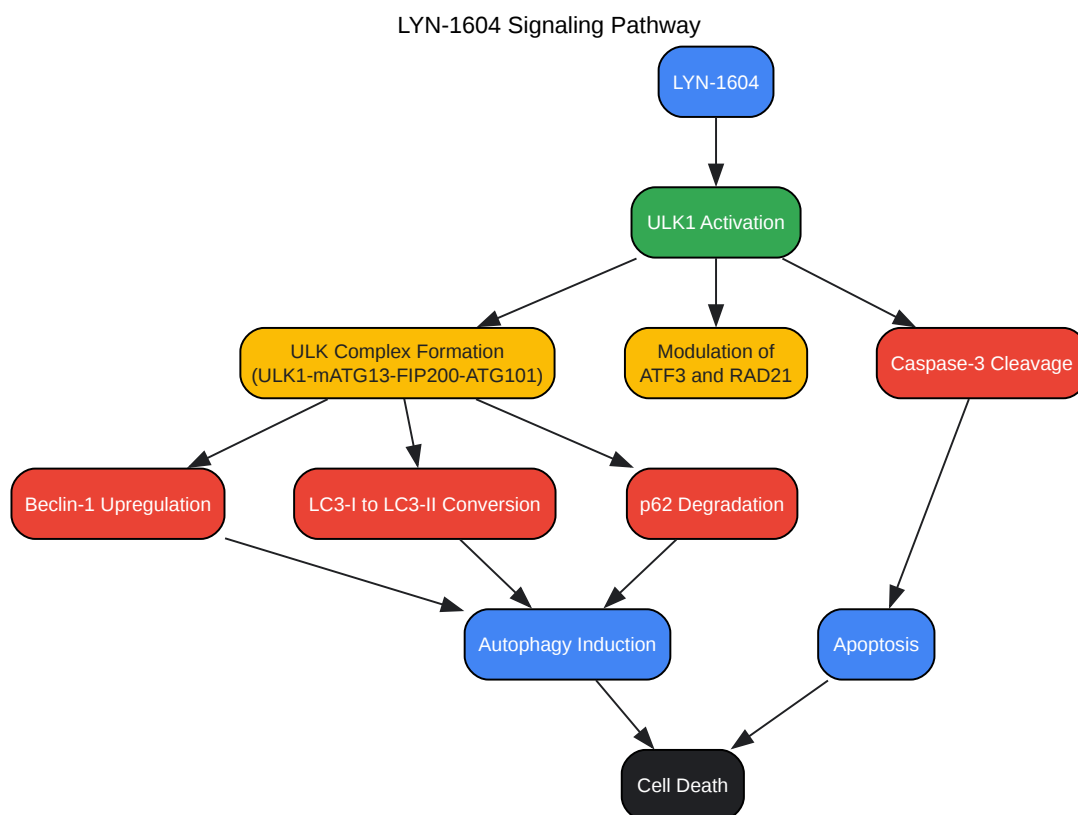 LYN-1604 Signaling Pathway
LYN-1604
ULK1 Activation
ULK Complex Formation
(ULK1-mATG13-FIP200-ATG101)
Modulation of
ATF3 and RAD21
Caspase-3 Cleavage
Beclin-1 Upregulation
LC3-I to LC3-II Conversion
p62 Degradation
Autophagy Induction
Apoptosis
Cell Death